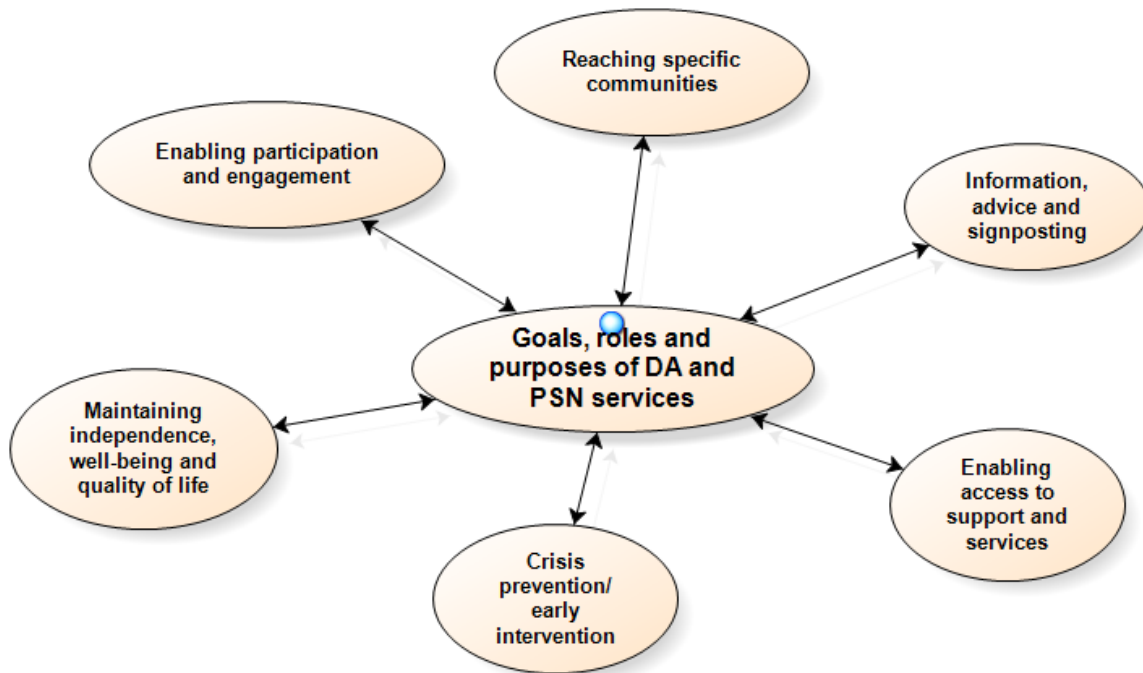 Reaching specific
communities
Enabling participation
and engagement
Information,
advice and
signposting
Goals, roles and
purposes of DA and
PSN services
Maintaining
independence,
well-being and
quality of life
Enabling
access to
support and
services
Crisis
prevention/
early
intervention